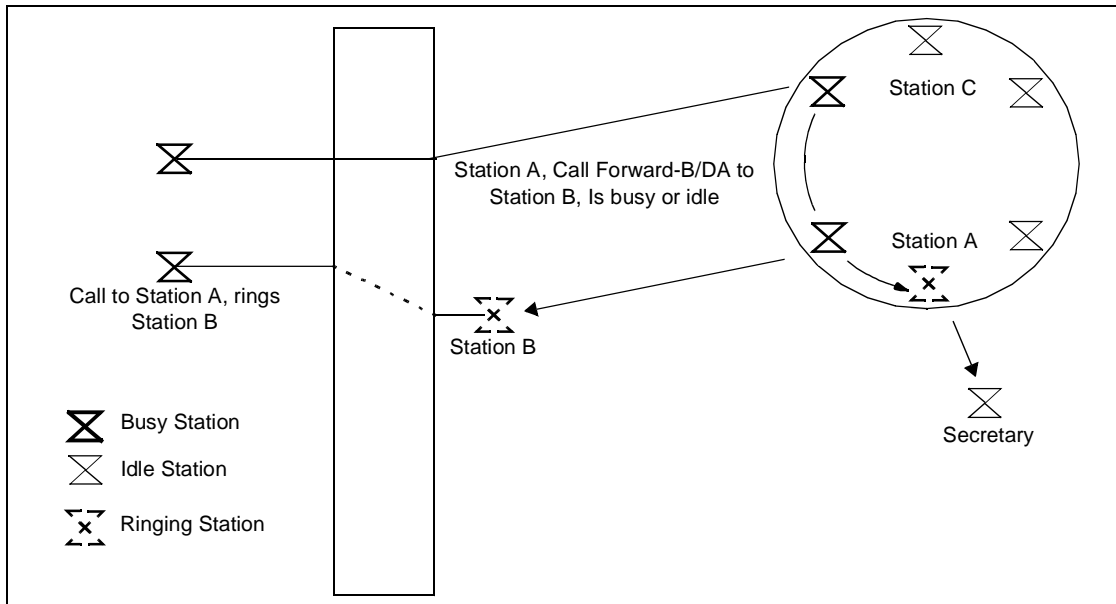 Station C
Station A, Call Forward-B/DA to
Station B, Is busy or idle
Station A
Call to Station A, rings
Station B
Station B
Secretary
Busy Station
Idle Station
Ringing Station